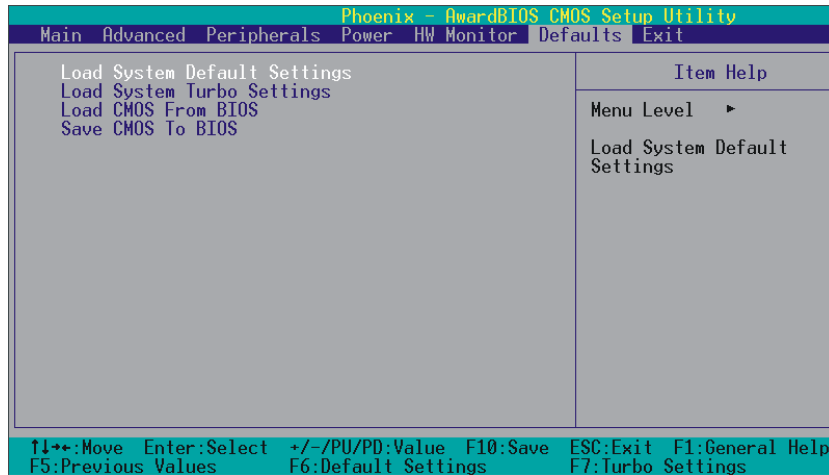 Phoenix - AwardBIOS CMOS Setup Utility
Main Advanced Peripherals Power HW Monitor Defaults Exit
Load System Default Settings
Load System Turbo Settings
Load CMOS From BIOS
Save CMOS To BIOS
Item Help
Menu Level ►
Load System Default
Settings
↑↓→←:Move Enter:Select +/-/PU/PD:Value F10:Save ESC:Exit F1:General Help
F5:Previous Values F6:Default Settings F7:Turbo Settings